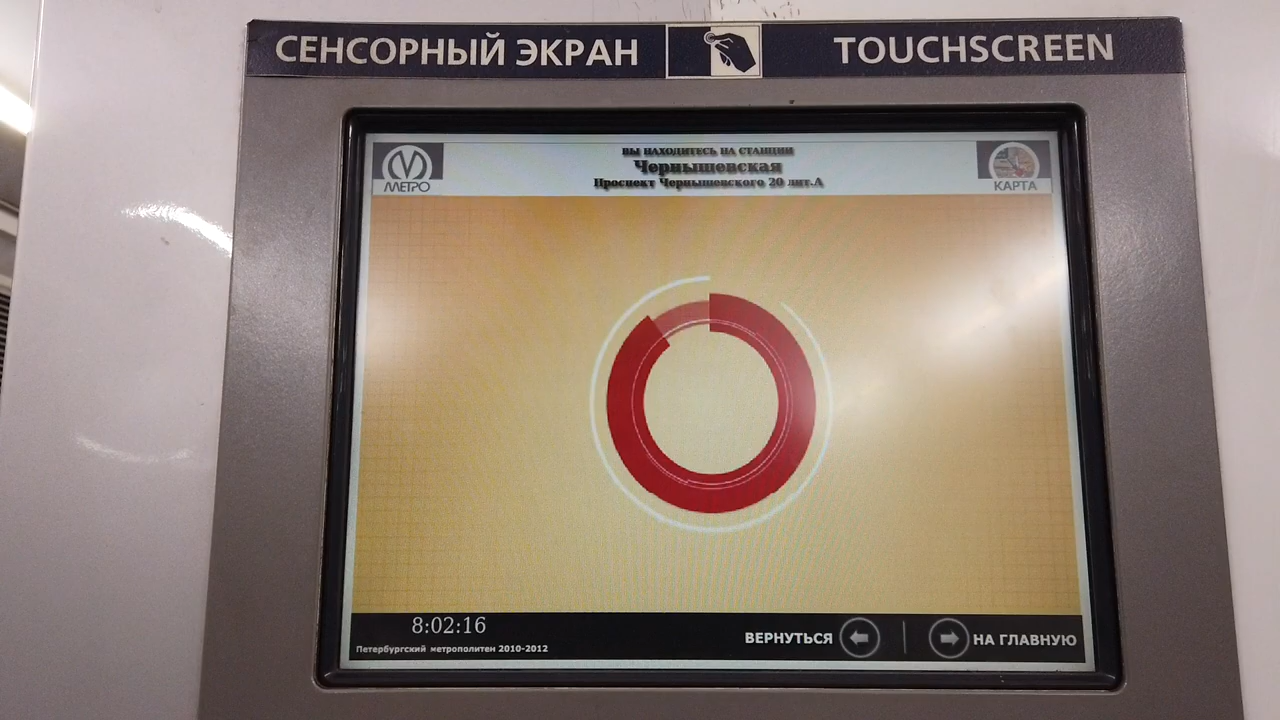 СЕНСОРНЫЙ ЭКРАН TOUCHSCREEN
ВЫ НАХОДИТЕСЬ НА СТАНЦИИ
Чернышевская
Проспект Чернышевского 20 лит.А
МЕТРО
КАРТА
8:02:16
Петербургский метрополитен 2010-2012
ВЕРНУТЬСЯ
НА ГЛАВНУЮ